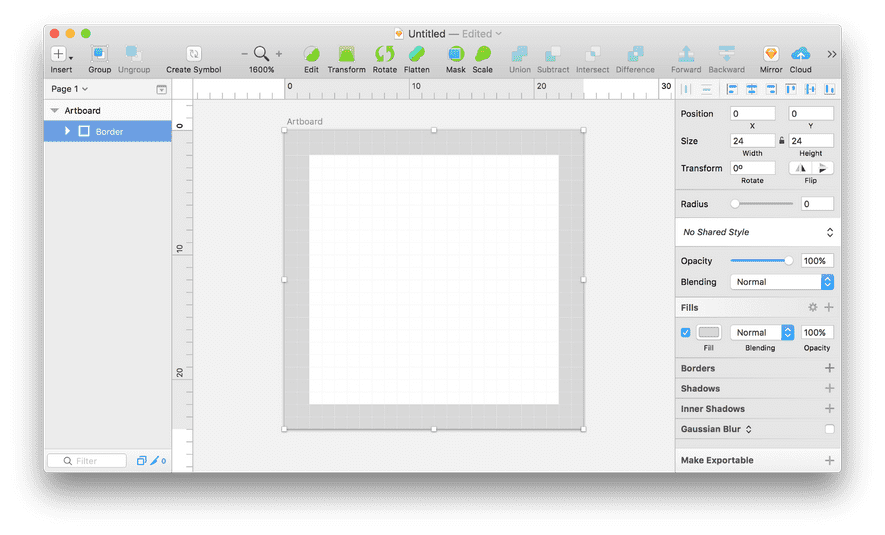 Untitled — Edited
Insert Group Ungroup Create Symbol 1600% Edit Transform Rotate Flatten Mask Scale Union Subtract Intersect Difference Forward Backward Mirror Cloud
Page 1
0 10 20 30
Artboard
Border
Artboard
0
10
20
Filter
0
Position 0 0
X Y
Size 24 24
Width Height
Transform 0º
Rotate Flip
Radius 0
No Shared Style
Opacity 100%
Blending Normal
Fills
Normal 100%
Fill Blending Opacity
Borders
Shadows
Inner Shadows
Gaussian Blur
Make Exportable